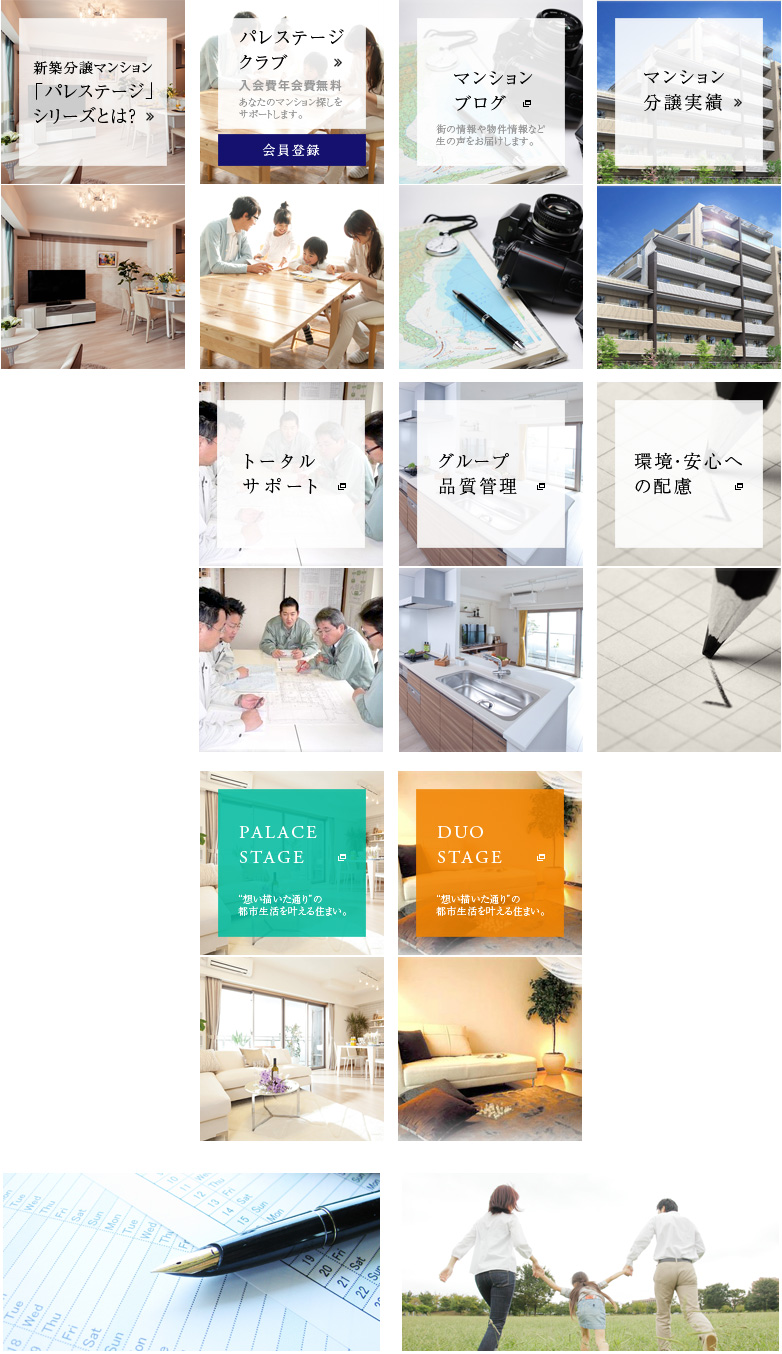 新築分譲マンション
「パレステージ」
シリーズとは?
パレステージ
クラブ
入会費年会費無料
あなたのマンション探しを
サポートします。
会員登録
マンション
ブログ
街の情報や物件情報など
生の声をお届けします。
マンション
分譲実績
トータル
サポート
グループ
品質管理
環境・安心へ
の配慮
PALACE
STAGE
“想い描いた通り”の
都市生活を叶える住まい。
DUO
STAGE
“想い描いた通り”の
都市生活を叶える住まい。